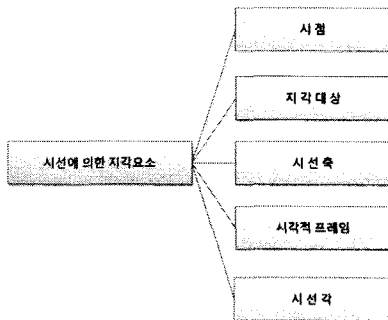 시점
지각대상
시선에 의한 지각요소
시선축
시각적 프레임
시선각